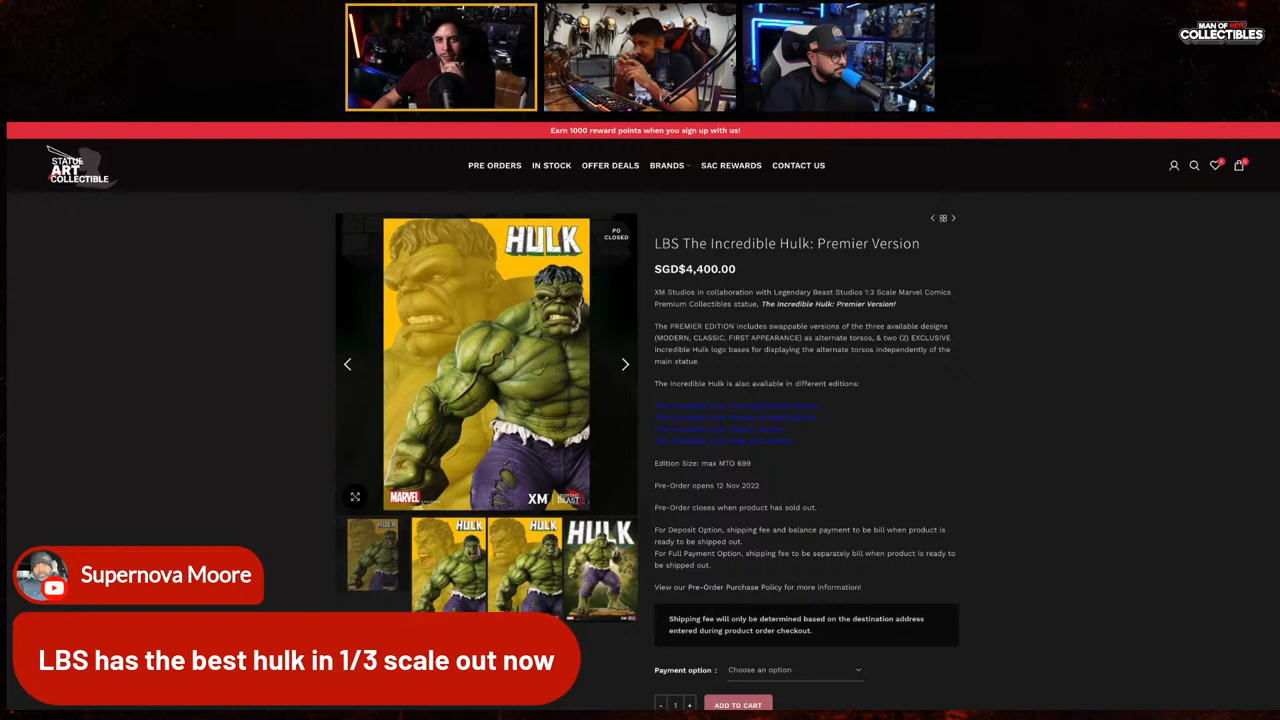 MAN OF HOT
COLLECTIBLES
Earn 1000 reward points when you sign up with us!
STATUE
ART
COLLECTIBLE
PRE ORDERS
IN STOCK
OFFER DEALS
BRANDS
SAC REWARDS
CONTACT US
0
0
PO
CLOSED
HULK
MARVEL
XM
LEGENDARY
BEAST
HULK
HULK
HULK
LBS The Incredible Hulk: Premier Version
SGD$4,400.00
XM Studios in collaboration with Legendary Beast Studios 1:3 Scale Marvel Comics
Premium Collectibles statue, The Incredible Hulk: Premier Version!
The PREMIER EDITION includes swappable versions of the three available designs
(MODERN, CLASSIC, FIRST APPEARANCE) as alternate torsos, & two (2) EXCLUSIVE
Incredible Hulk logo bases for displaying the alternate torsos independently of the
main statue.
The Incredible Hulk is also available in different editions:
Edition Size: max MTO 699
Pre-Order opens 12 Nov 2022
Pre-Order closes when product has sold out.
For Deposit Option, shipping fee and balance payment to be bill when product is
ready to be shipped out.
For Full Payment Option, shipping fee to be separately bill when product is ready to
be shipped out.
View our Pre-Order Purchase Policy for more information!
Shipping fee will only be determined based on the destination address
entered during product order checkout.
Payment option :
Choose an option
- 1 +
ADD TO CART
Supernova Moore
LBS has the best hulk in 1/3 scale out now